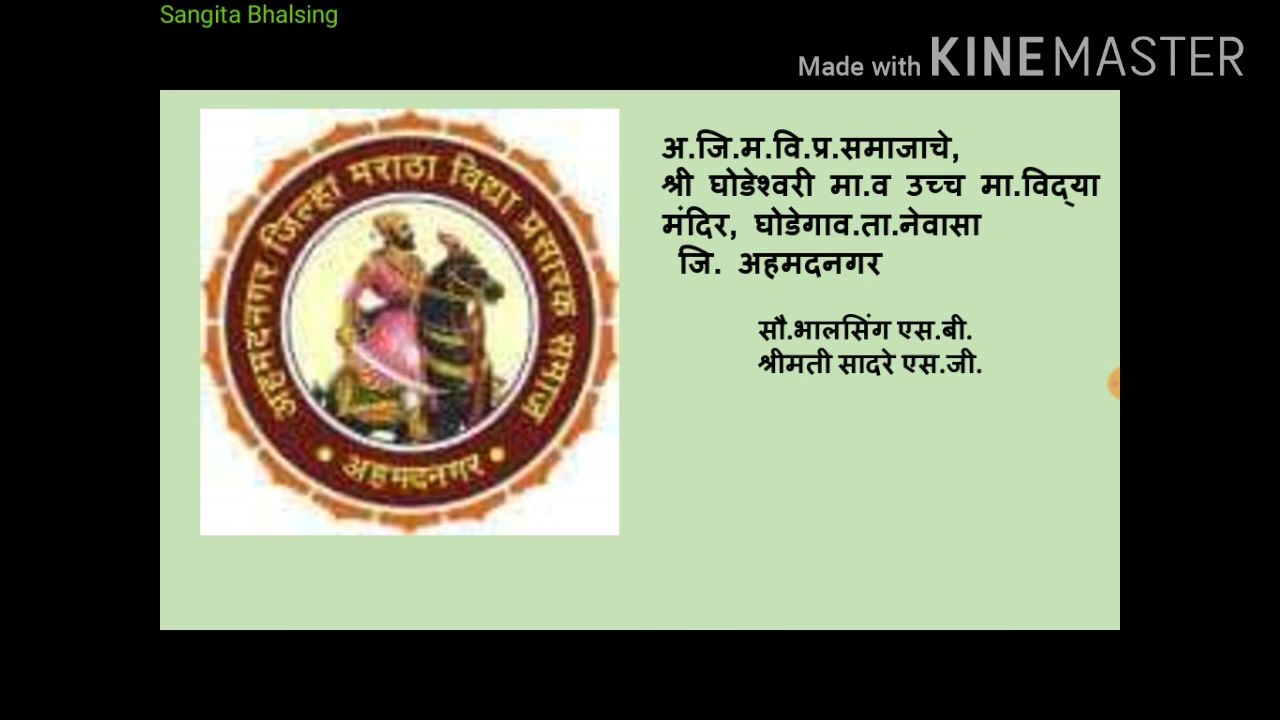 Sangita Bhalsing
Made with KINEMASTER
अहमदनगर जिल्हा मराठा विद्या प्रसारक समाज
अहमदनगर
अ.जि.म.वि.प्र.समाजाचे,
श्री घोडेश्वरी मा.व उच्च मा.विद्‌या
मंदिर, घोडेगाव.ता.नेवासा
जि. अहमदनगर
सौ.भालसिंग एस.बी.
श्रीमती सादरे एस.जी.